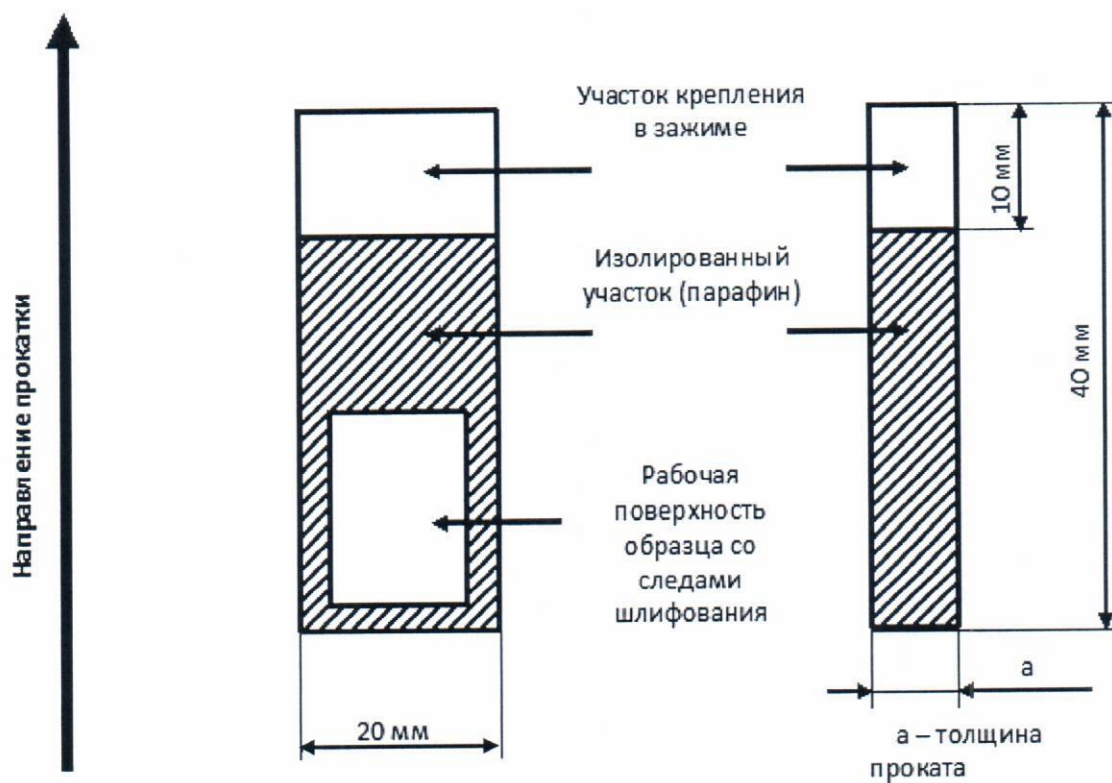 Направление прокатки
Участок крепления
в зажиме
10 мм
Изолированный
участок (парафин)
40 мм
Рабочая
поверхность
образца со
следами
шлифования
20 мм
а
а – толщина
проката